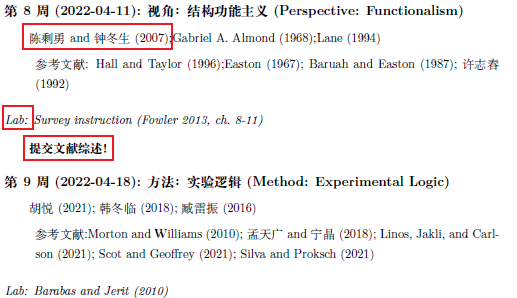 第 8 周 (2022-04-11): 视角：结构功能主义 (Perspective: Functionalism)
陈剩勇 and 钟冬生 (2007);Gabriel A. Almond (1968);Lane (1994)
参考文献: Hall and Taylor (1996);Easton (1967); Baruah and Easton (1987); 许志春
(1992)
Lab: Survey instruction (Fowler 2013, ch. 8-11)
提交文献综述!
第 9 周 (2022-04-18): 方法：实验逻辑 (Method: Experimental Logic)
胡悦 (2021); 韩冬临 (2018); 臧雷振 (2016)
参考文献:Morton and Williams (2010); 孟天广 and 宁晶 (2018); Linos, Jakli, and Carl-
son (2021); Scot and Geoffrey (2021); Silva and Proksch (2021)
Lab: Barabas and Jerit (2010)